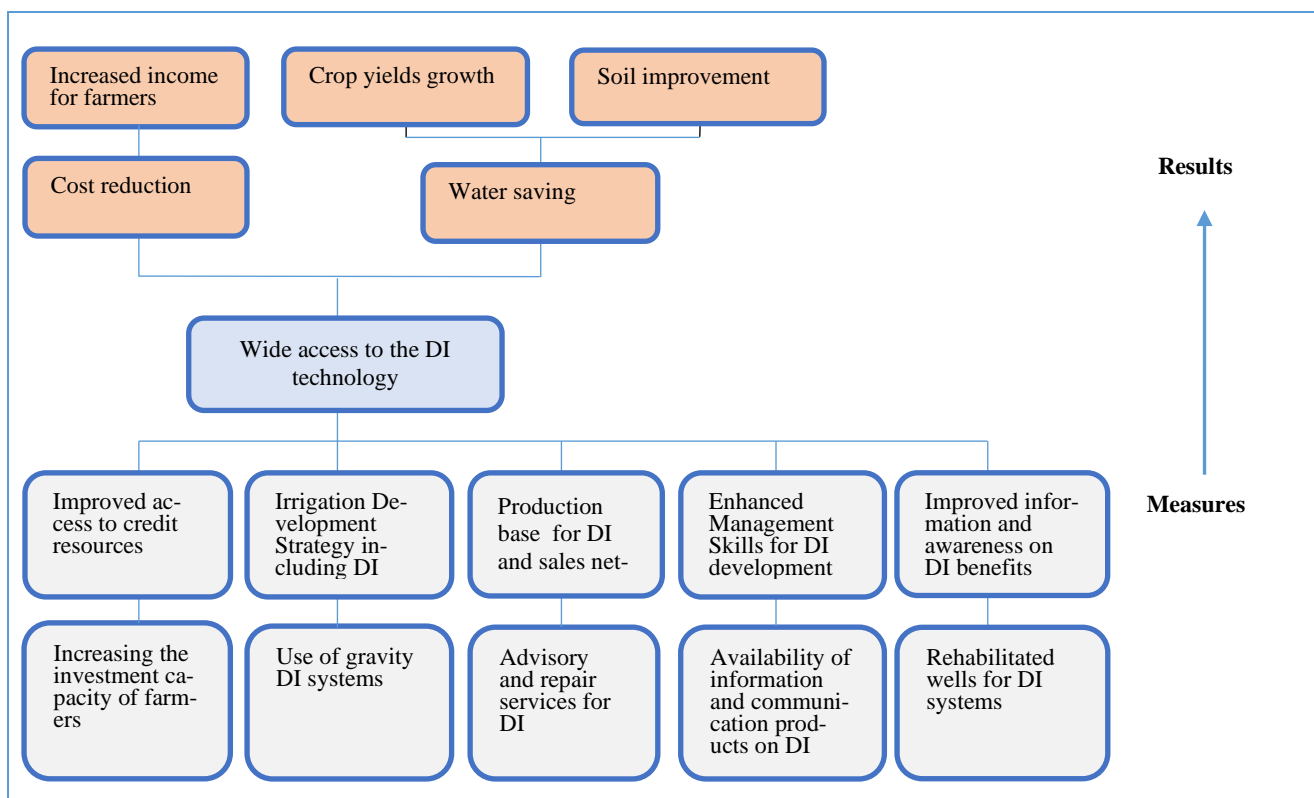 Increased income
for farmers
Crop yields growth
Soil improvement
Cost reduction
Water saving
Results
Wide access to the DI
technology
Improved ac-
cess to credit
resources
Irrigation De-
velopment
Strategy in-
cluding DI
Production
base for DI
and sales net-
Enhanced
Management
Skills for DI
development
Improved infor-
mation and
awareness on
DI benefits
Measures
Increasing the
investment ca-
pacity of farm-
ers
Use of gravity
DI systems
Advisory
and repair
services for
DI
Availability of
information
and communi-
cation prod-
ucts on DI
Rehabilitated
wells for DI
systems